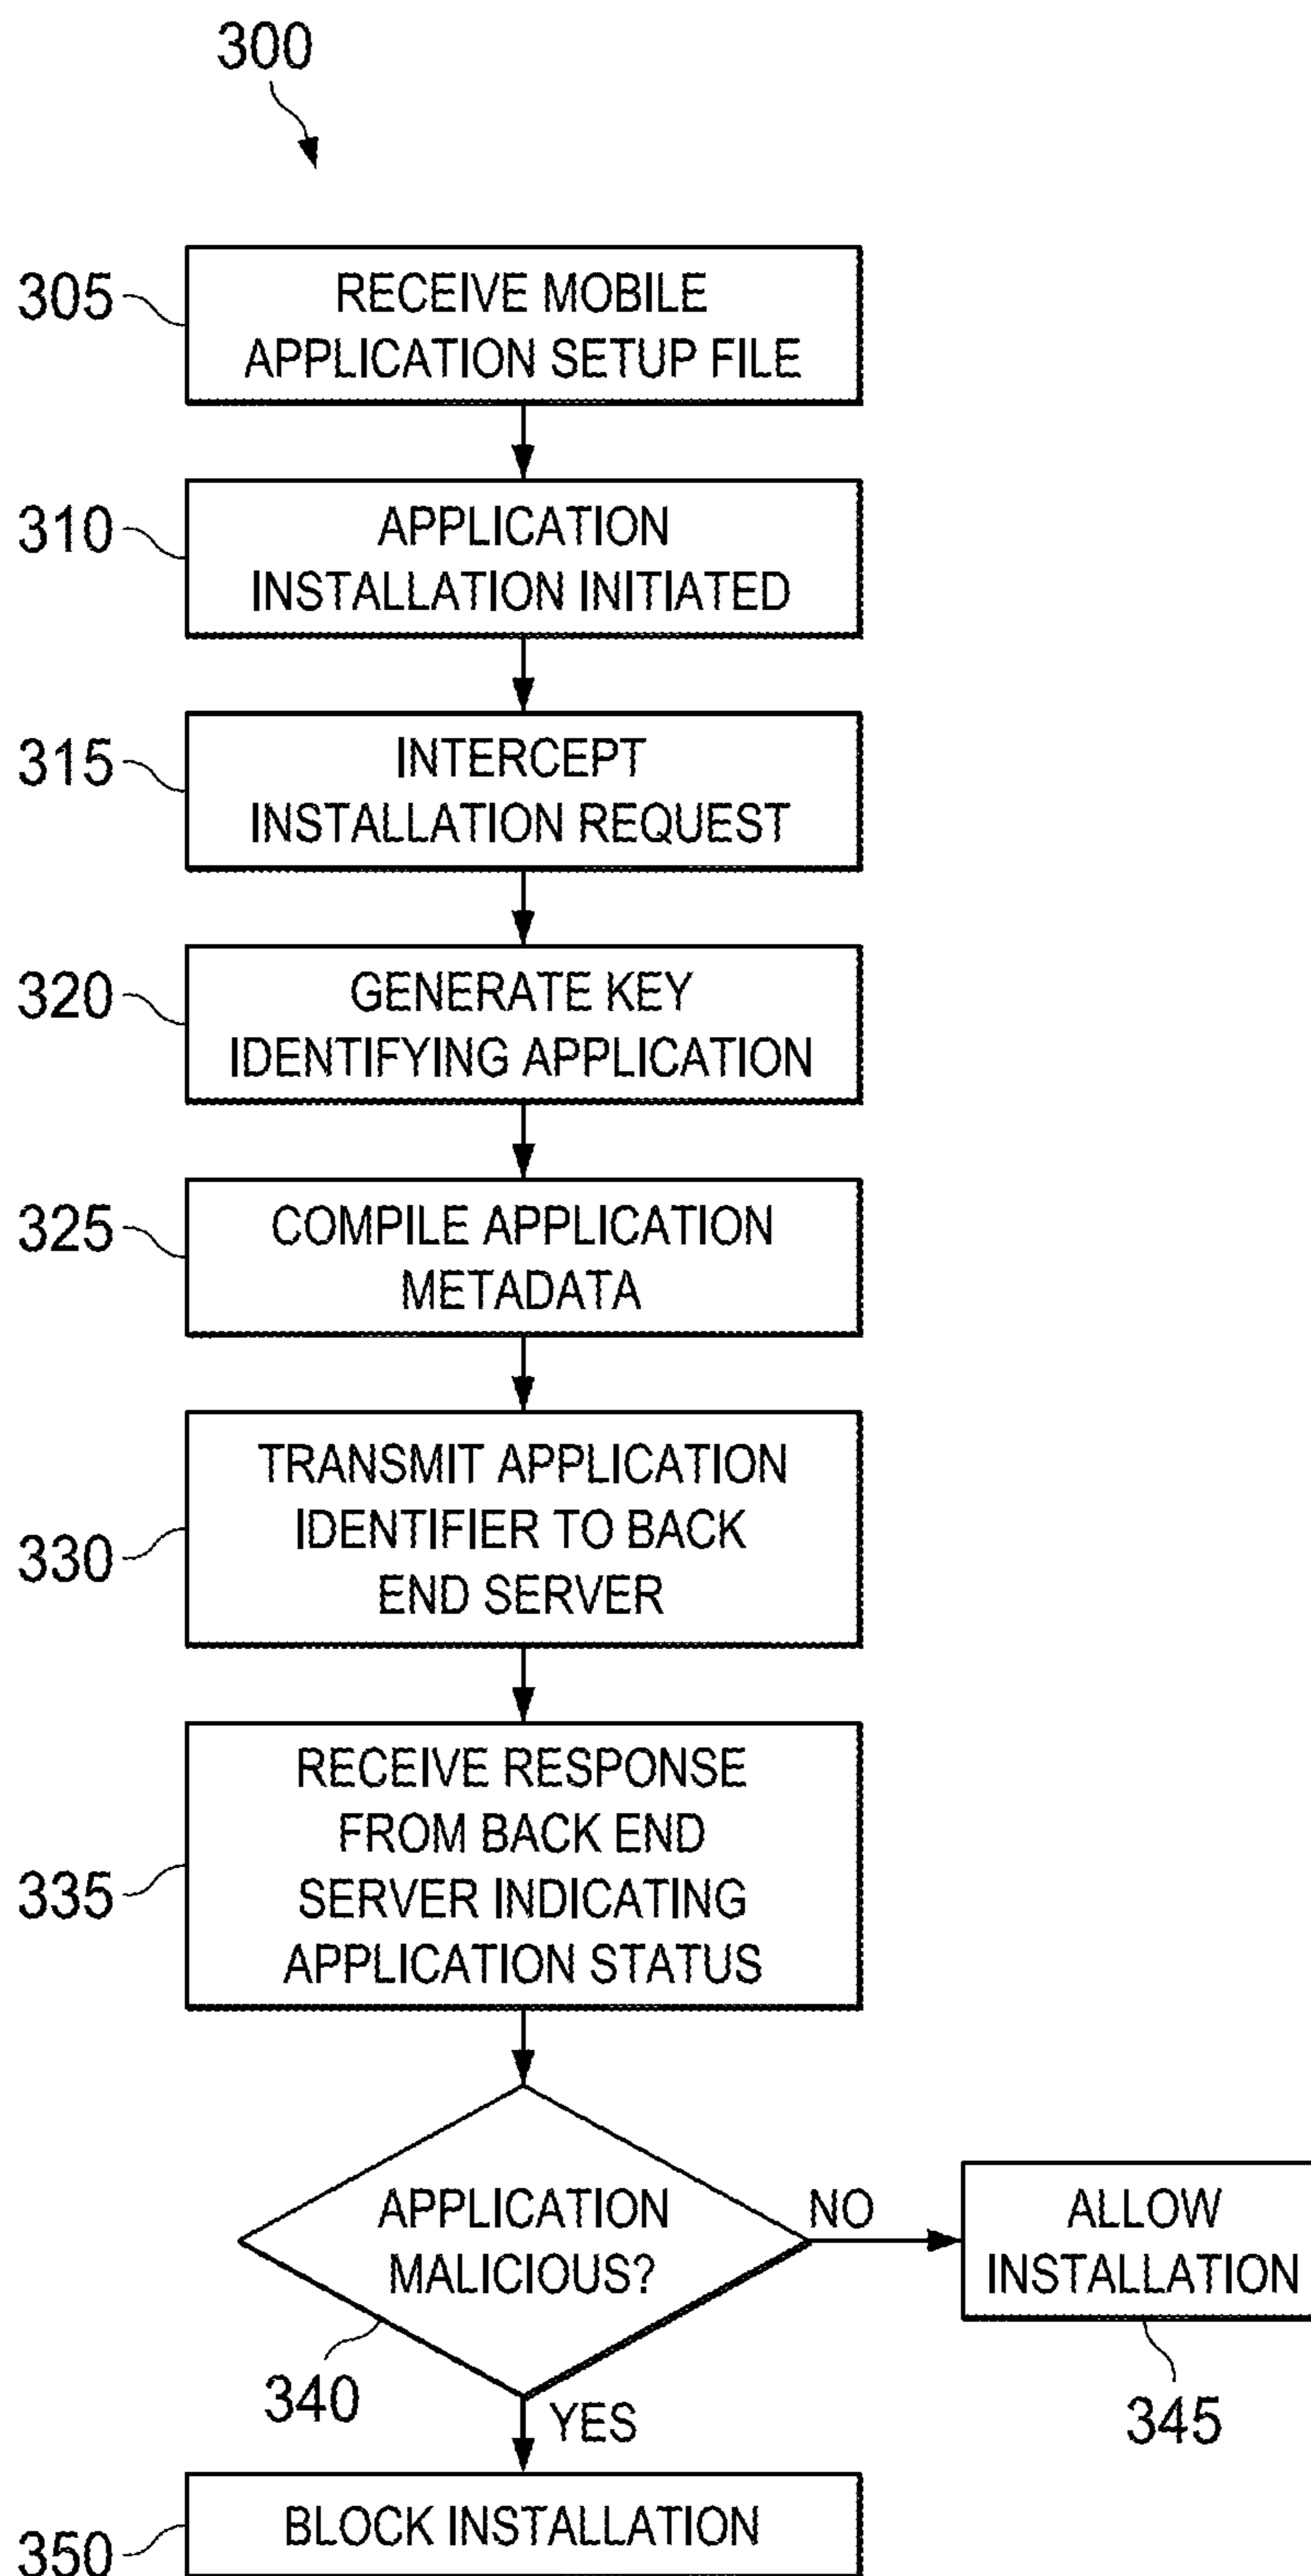 300
305
RECEIVE MOBILE
APPLICATION SETUP FILE
310
APPLICATION
INSTALLATION INITIATED
315
INTERCEPT
INSTALLATION REQUEST
320
GENERATE KEY
IDENTIFYING APPLICATION
325
COMPILE APPLICATION
METADATA
330
TRANSMIT APPLICATION
IDENTIFIER TO BACK
END SERVER
335
RECEIVE RESPONSE
FROM BACK END
SERVER INDICATING
APPLICATION STATUS
APPLICATION
MALICIOUS?
340
NO
ALLOW
INSTALLATION
345
YES
350
BLOCK INSTALLATION